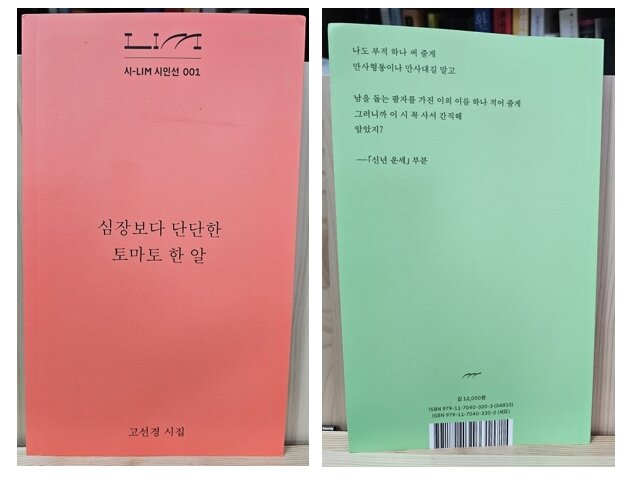 LIM
시-LIM 시인선 001
심장보다 단단한
토마토 한 알
고선경 시집
나도 부적 하나 써 줄게
만사형통이나 만사대길 말고
남을 돕는 팔자를 가진 이의 이름 하나 적어 줄게
그러니까 이 시 꼭 사서 간직해
알았지?
—「신년 운세」 부분
값 12,000원
ISBN 979-11-7040-320-3 (04810)
ISBN 979-11-7040-330-2 (세트)